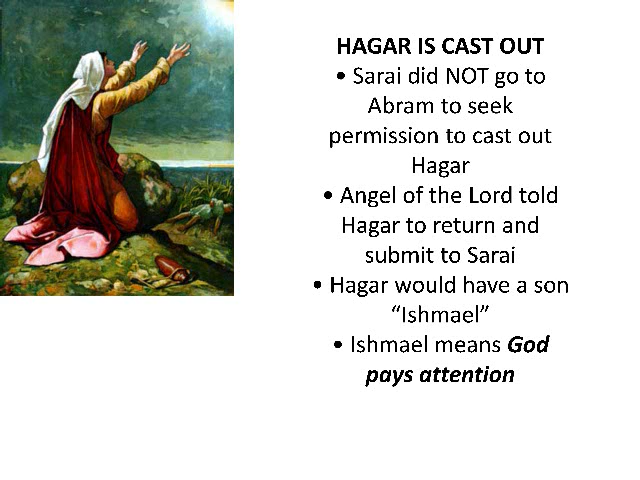 HAGAR IS CAST OUT
• Sarai did NOT go to
Abram to seek
permission to cast out
Hagar
• Angel of the Lord told
Hagar to return and
submit to Sarai
• Hagar would have a son
“Ishmael”
• Ishmael means God
pays attention